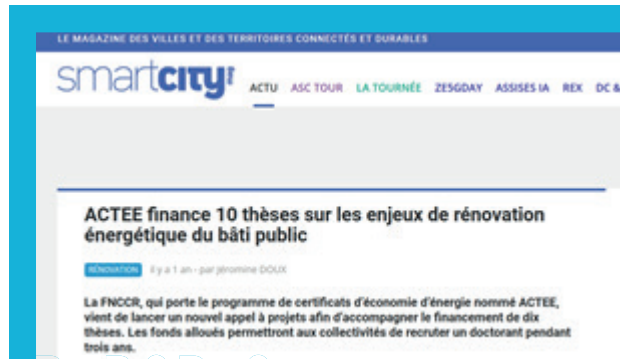 LE MAGAZINE DES VILLES ET DES TERRITOIRES CONNECTÉS ET DURABLES
smartcity
ACTU ASC TOUR LA TOURNÉE ZE5GDAY ASSISES IA REX DC &
ACTEE finance 10 thèses sur les enjeux de rénovation
énergétique du bâti public
RÉNOVATION il y a 1 an - par Jéromine DOUX
La FNCCR, qui porte le programme de certificats d'économie d'énergie nommé ACTEE,
vient de lancer un nouvel appel à projets afin d'accompagner le financement de dix
thèses. Les fonds alloués permettront aux collectivités de recruter un doctorant pendant
trois ans.